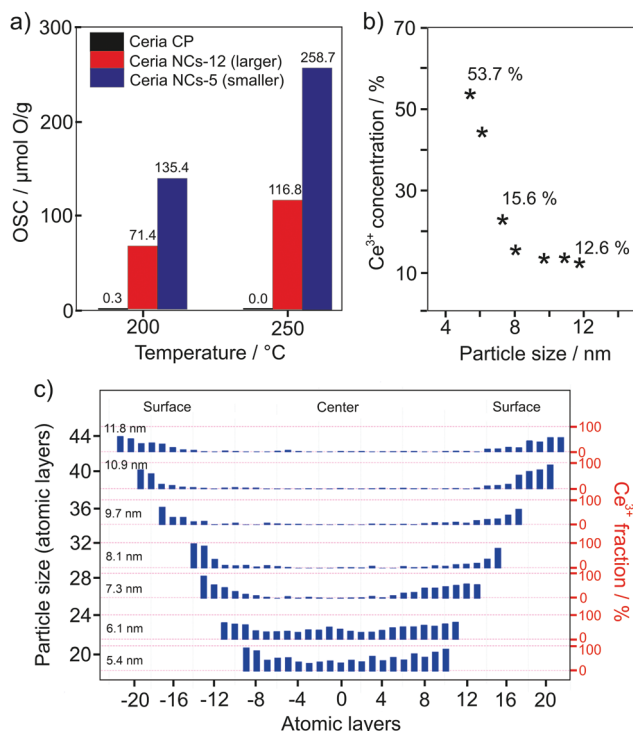 a)
Ceria CP
Ceria NCs-12 (larger)
Ceria NCs-5 (smaller)
300
200
100
0
OSC / µmol O/g
0.3
71.4
135.4
0.0
116.8
258.7
200
250
Temperature / °C
b)
70
50
30
10
Ce³⁺ concentration / %
53.7 %
15.6 %
12.6 %
4
6
8
10
12
Particle size / nm
c)
Surface
Center
Surface
Particle size (atomic layers)
44
40
36
32
28
24
20
11.8 nm
10.9 nm
9.7 nm
8.1 nm
7.3 nm
6.1 nm
5.4 nm
100
0
100
0
100
0
100
0
100
0
100
0
100
0
Ce³⁺ fraction / %
-20
-16
-12
-8
-4
0
4
8
12
16
20
Atomic layers